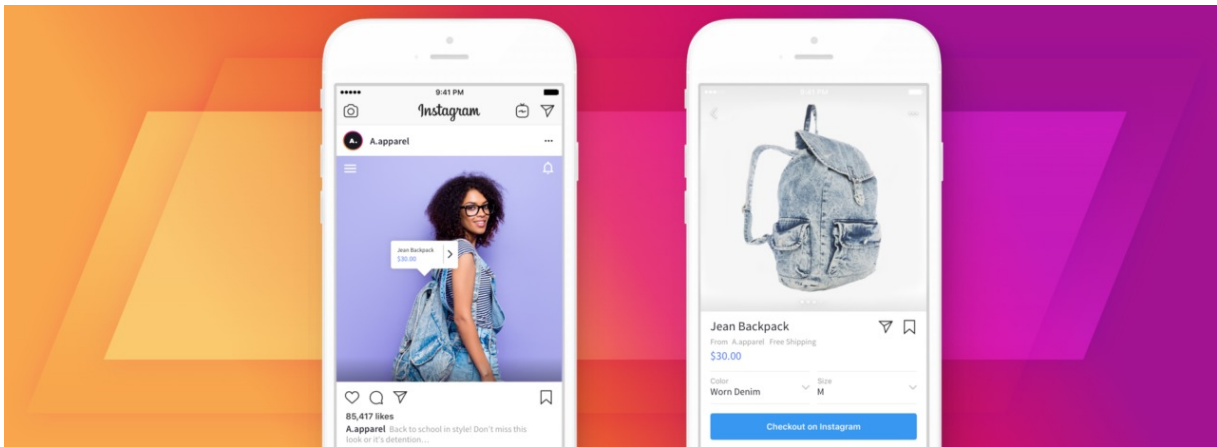 9:41 PM
Instagram
A.
A.apparel
Jean Backpack
$30.00
85,417 likes
A.apparel Back to school in style! Don't miss this
look or it's detention...
9:41 PM
Jean Backpack
From A.apparel Free Shipping
$30.00
Color
Worn Denim
Size
M
Checkout on Instagram